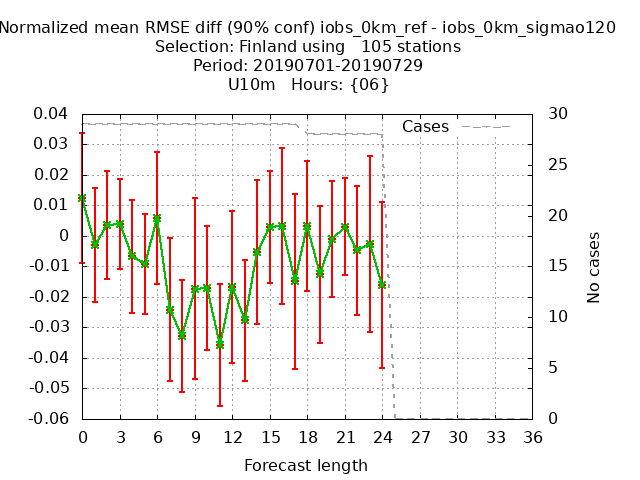 Normalized mean RMSE diff (90% conf) iobs_0km_ref - iobs_0km_sigmao120
Selection: Finland using   105 stations
Period: 20190701-20190729
U10m   Hours: {06}
Cases
0.04
0.03
0.02
0.01
0
-0.01
-0.02
-0.03
-0.04
-0.05
-0.06
30
25
20
15
10
5
0
No cases
0 3 6 9 12 15 18 21 24 27 30 33 36
Forecast length